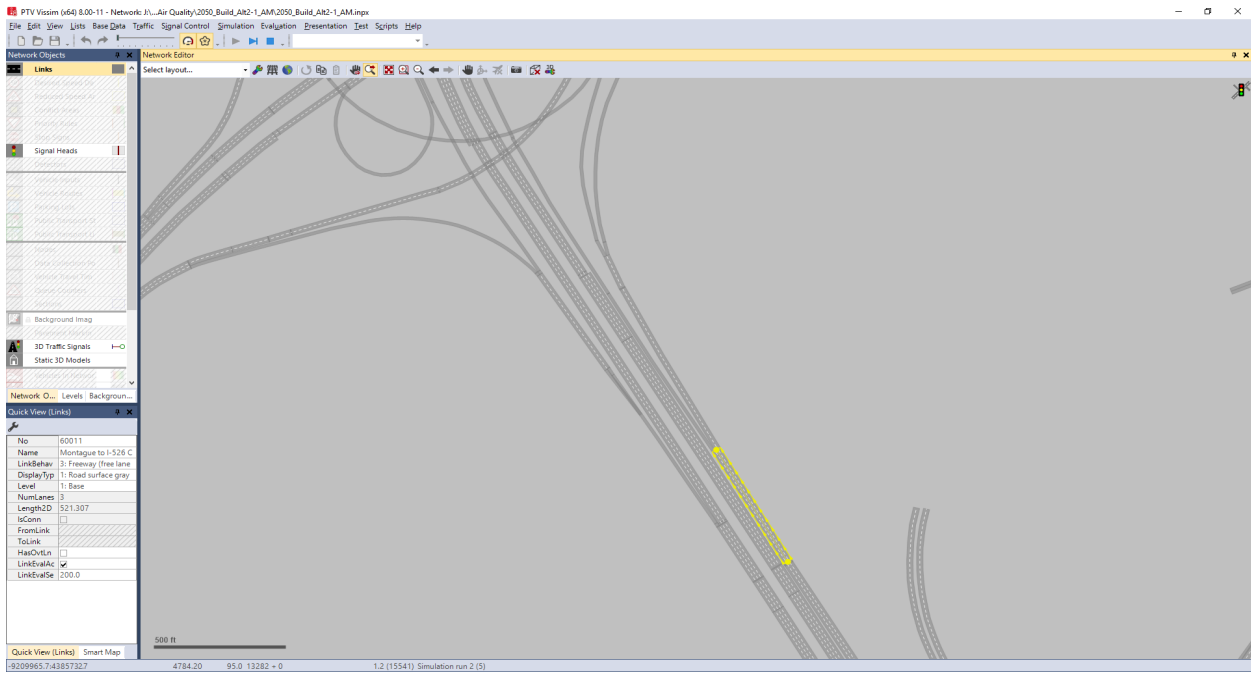 PTV Vissim (x64) 8.00-11 - Network: J:\...Air Quality\2050_Build_Alt2-1_AM\2050_Build_Alt2-1_AM.inpx
File Edit View Lists Base Data Traffic Signal Control Simulation Evaluation Presentation Test Scripts Help
Network Objects
Network Editor
Links
Select layout...
Signal Heads
Background Imag
3D Traffic Signals
Static 3D Models
Network O... Levels Backgroun...
Quick View (Links)
No 60011
Name Montague to I-526 C
LinkBehav 3: Freeway (free lane
DisplayTyp 1: Road surface gray
Level 1: Base
NumLanes 3
Length2D 521.307
IsConn
FromLink
ToLink
HasOvtLn
LinkEvalAc
LinkEvalSe 200.0
500 ft
Quick View (Links) Smart Map
4784.20 95.0 13282 + 0 1.2 (15541) Simulation run 2 (5)